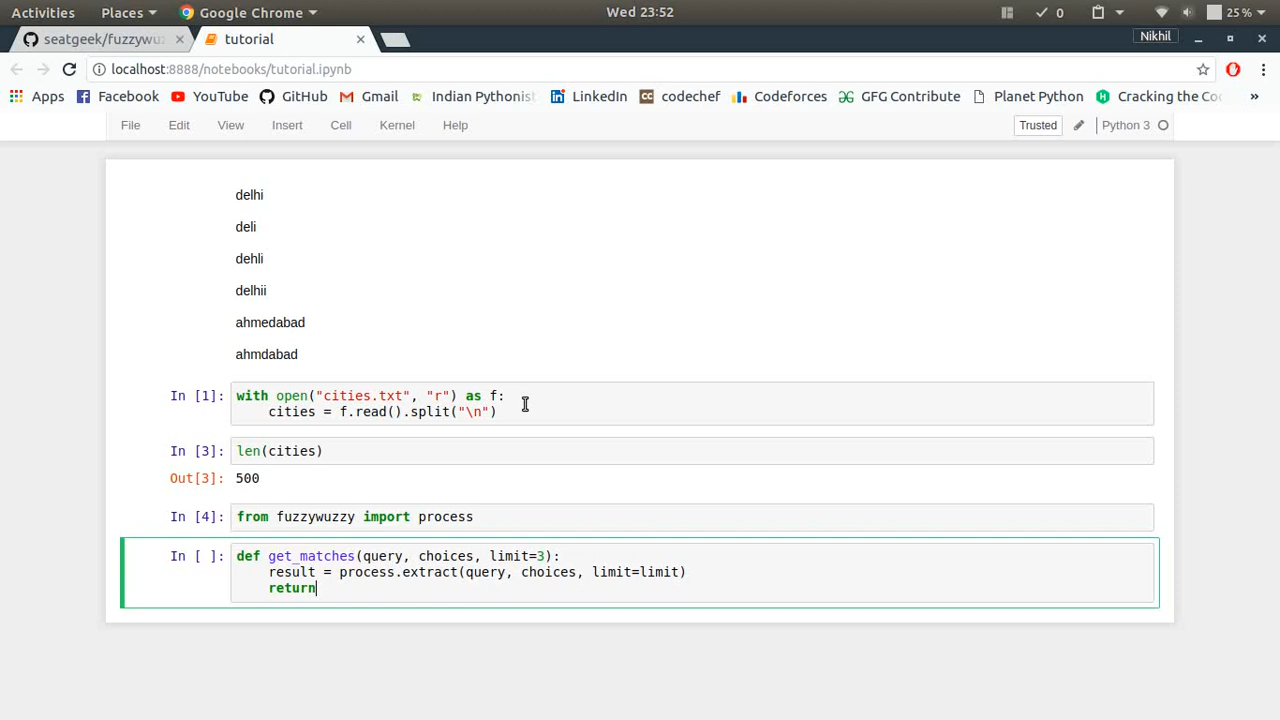 Activities Places Google Chrome Wed 23:52 0 25%
seatgeek/fuzzywuz tutorial Nikhil
localhost:8888/notebooks/tutorial.ipynb
Apps Facebook YouTube GitHub Gmail Indian Pythonist LinkedIn codechef Codeforces GFG Contribute Planet Python Cracking the Co »
File Edit View Insert Cell Kernel Help Trusted Python 3
delhi
deli
dehli
delhii
ahmedabad
ahmdabad
In [1]: with open("cities.txt", "r") as f:
cities = f.read().split("\n")
In [3]: len(cities)
Out[3]: 500
In [4]: from fuzzywuzzy import process
In [ ]: def get_matches(query, choices, limit=3):
result = process.extract(query, choices, limit=limit)
return